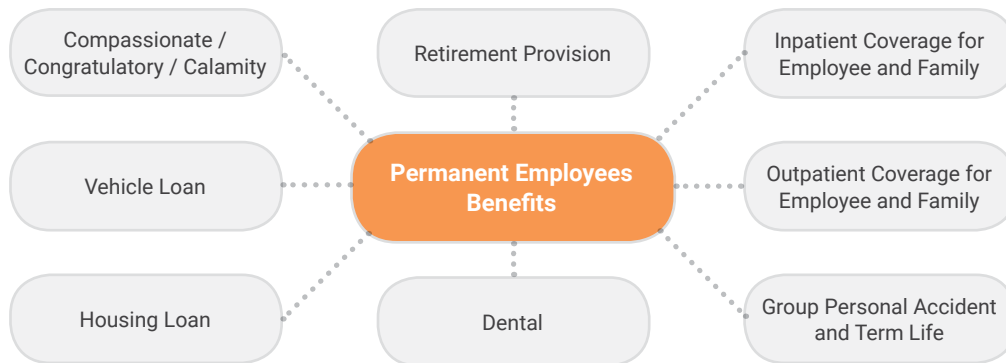 Compassionate /
Congratulatory / Calamity
Retirement Provision
Inpatient Coverage for
Employee and Family
Vehicle Loan
Permanent Employees
Benefits
Outpatient Coverage for
Employee and Family
Housing Loan
Dental
Group Personal Accident
and Term Life